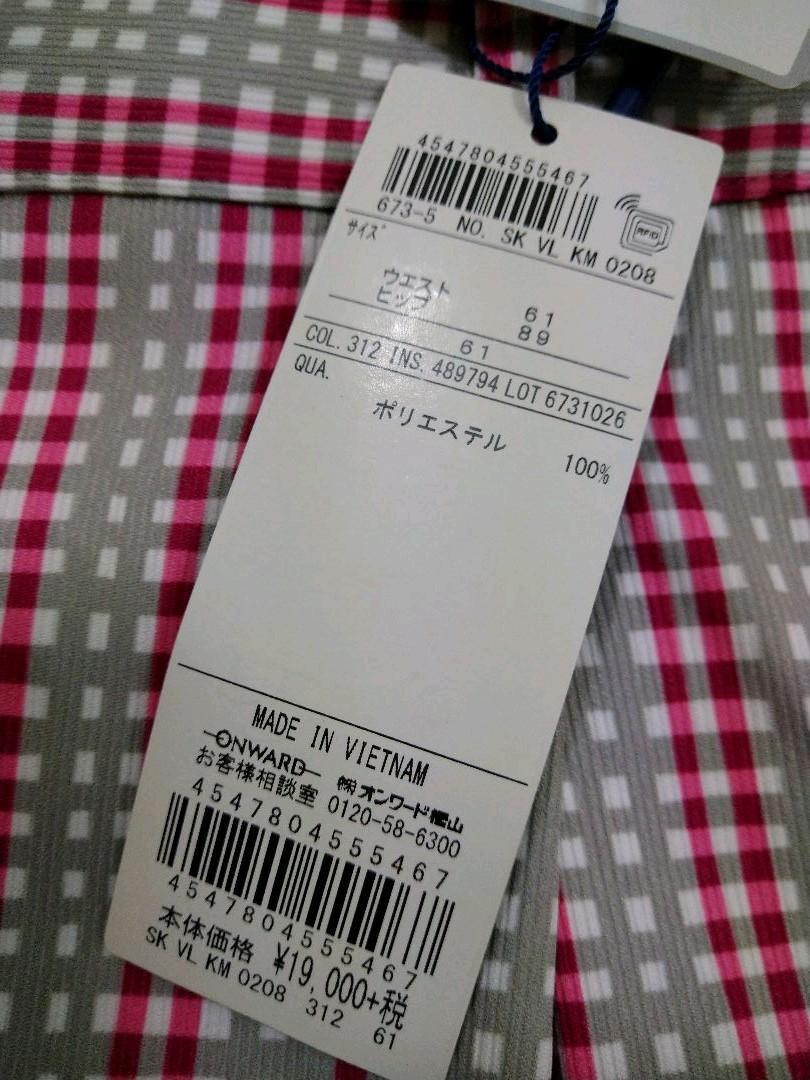 4547804555467
RFID
673-5 NO. SK VL KM 0208
サイズ
ウエスト 61
ヒップ 89
61
COL. 312 INS. 489794 LOT 6731026
QUA.
ポリエステル 100%
MADE IN VIETNAM
ONWARD ㈱オンワード樫山
お客様相談室 0120-58-6300
4547804555467
4547804555467
本体価格 ¥19,000+税
SK VL KM 0208 312 61